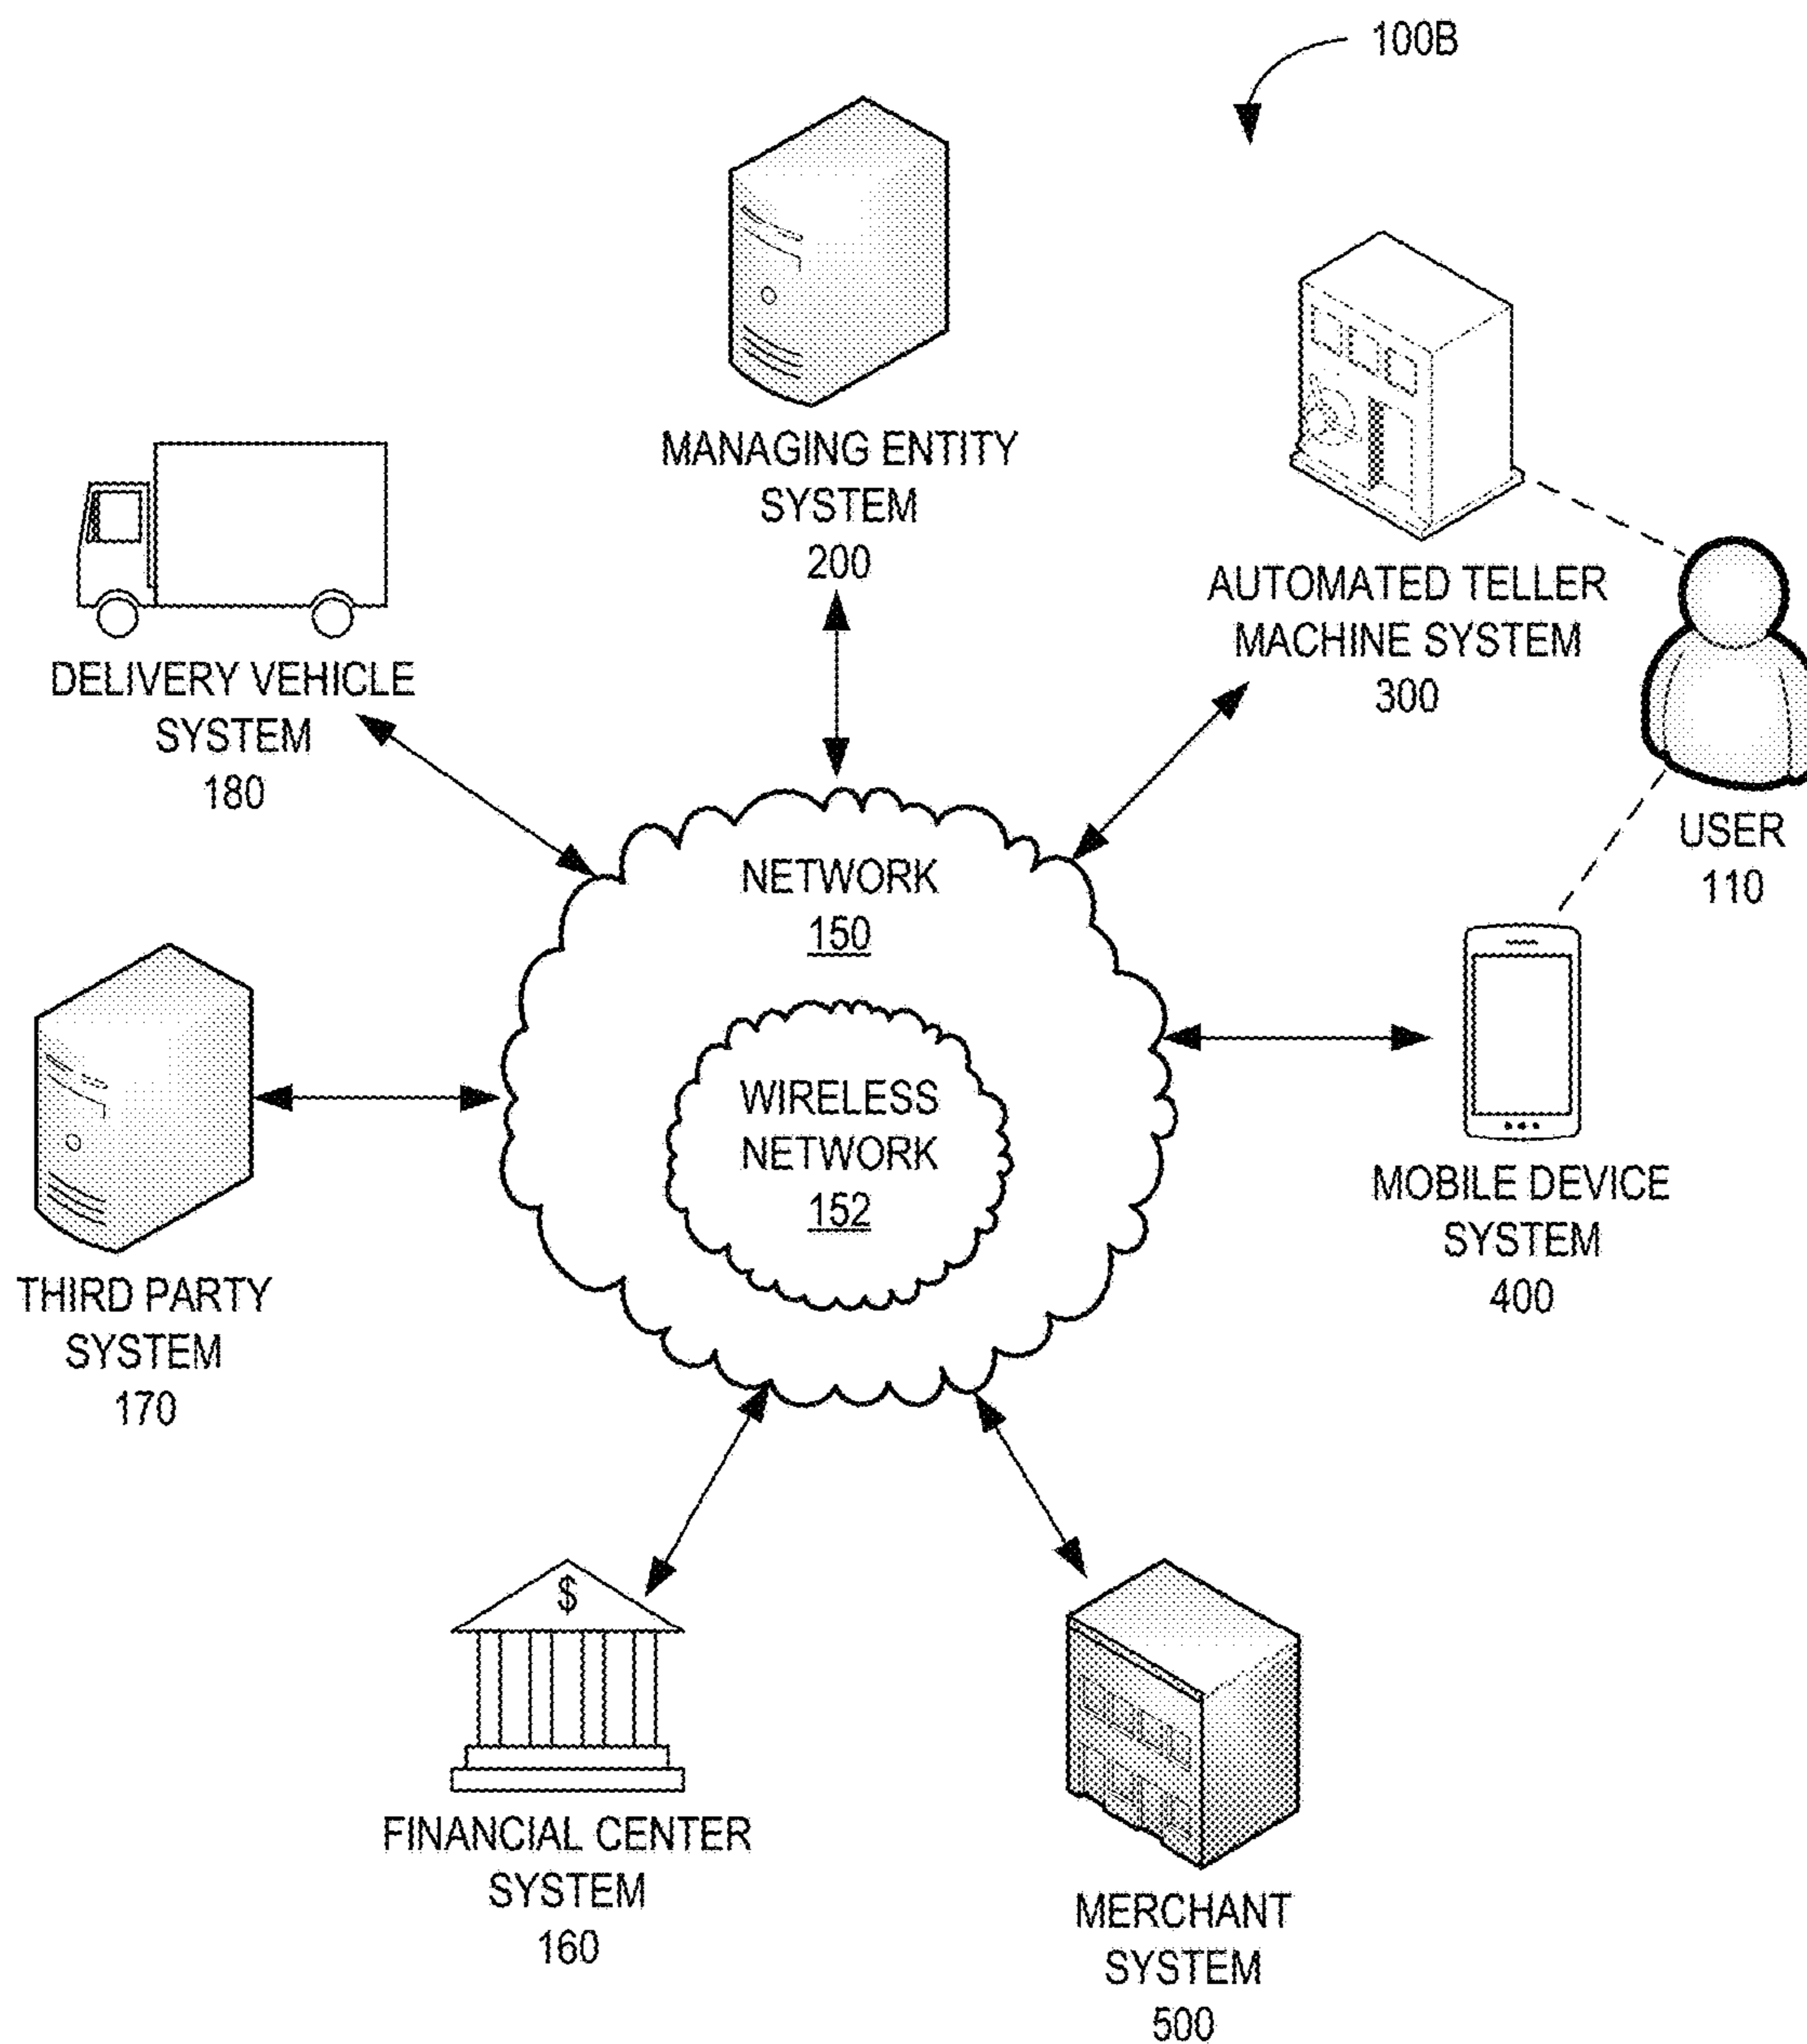 100B
MANAGING ENTITY
SYSTEM
200
AUTOMATED TELLER
MACHINE SYSTEM
300
DELIVERY VEHICLE
SYSTEM
180
USER
110
NETWORK
150
WIRELESS
NETWORK
152
MOBILE DEVICE
SYSTEM
400
THIRD PARTY
SYSTEM
170
$
FINANCIAL CENTER
SYSTEM
160
MERCHANT
SYSTEM
500